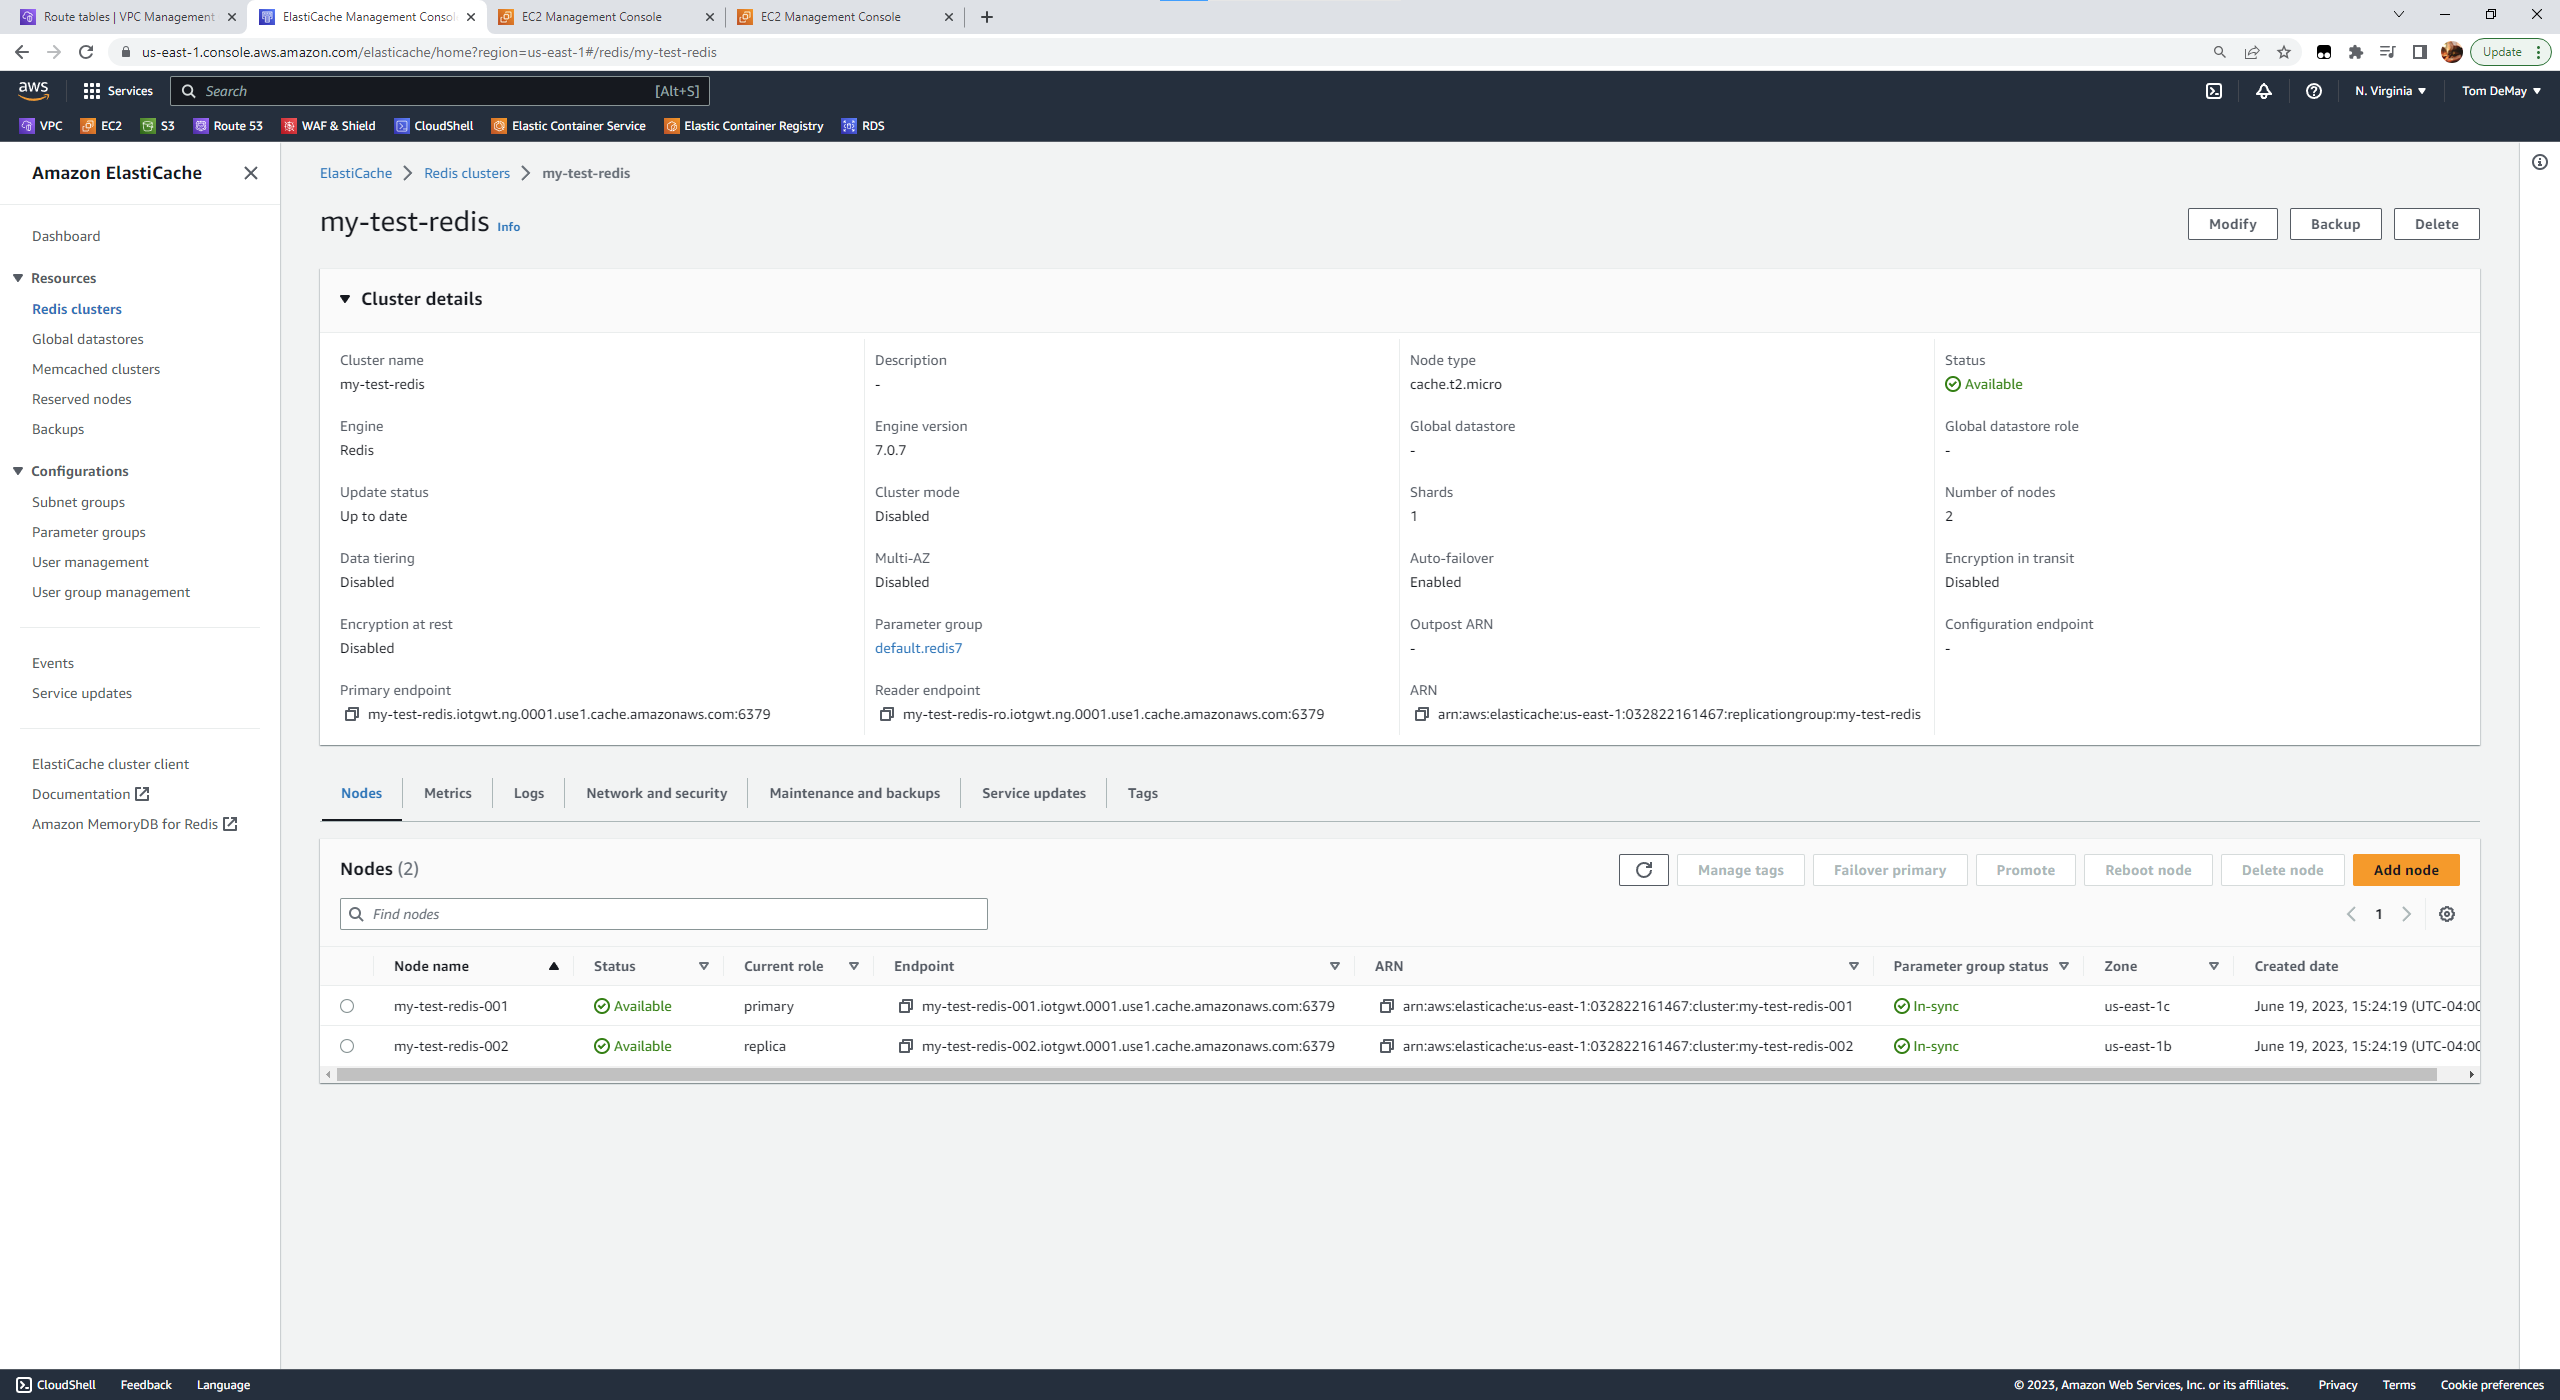 Route tables | VPC Management
ElastiCache Management Consol
EC2 Management Console
EC2 Management Console
us-east-1.console.aws.amazon.com/elasticache/home?region=us-east-1#/redis/my-test-redis
Update
aws
Services
Search
[Alt+S]
N. Virginia
Tom DeMay
VPC
EC2
S3
Route 53
WAF & Shield
CloudShell
Elastic Container Service
Elastic Container Registry
RDS
Amazon ElastiCache
Dashboard
Resources
Redis clusters
Global datastores
Memcached clusters
Reserved nodes
Backups
Configurations
Subnet groups
Parameter groups
User management
User group management
Events
Service updates
ElastiCache cluster client
Documentation
Amazon MemoryDB for Redis
ElastiCache
Redis clusters
my-test-redis
my-test-redis
Info
Modify
Backup
Delete
Cluster details
Cluster name
my-test-redis
Description
-
Node type
cache.t2.micro
Status
Available
Engine
Redis
Engine version
7.0.7
Global datastore
-
Global datastore role
-
Update status
Up to date
Cluster mode
Disabled
Shards
1
Number of nodes
2
Data tiering
Disabled
Multi-AZ
Disabled
Auto-failover
Enabled
Encryption in transit
Disabled
Encryption at rest
Disabled
Parameter group
default.redis7
Outpost ARN
-
Configuration endpoint
-
Primary endpoint
my-test-redis.iotgwt.ng.0001.use1.cache.amazonaws.com:6379
Reader endpoint
my-test-redis-ro.iotgwt.ng.0001.use1.cache.amazonaws.com:6379
ARN
arn:aws:elasticache:us-east-1:032822161467:replicationgroup:my-test-redis
Nodes
Metrics
Logs
Network and security
Maintenance and backups
Service updates
Tags
Nodes (2)
Manage tags
Failover primary
Promote
Reboot node
Delete node
Add node
Find nodes
1
Node name
Status
Current role
Endpoint
ARN
Parameter group status
Zone
Created date
my-test-redis-001
Available
primary
my-test-redis-001.iotgwt.0001.use1.cache.amazonaws.com:6379
arn:aws:elasticache:us-east-1:032822161467:cluster:my-test-redis-001
In-sync
us-east-1c
June 19, 2023, 15:24:19 (UTC-04:00
my-test-redis-002
Available
replica
my-test-redis-002.iotgwt.0001.use1.cache.amazonaws.com:6379
arn:aws:elasticache:us-east-1:032822161467:cluster:my-test-redis-002
In-sync
us-east-1b
June 19, 2023, 15:24:19 (UTC-04:00
CloudShell
Feedback
Language
© 2023, Amazon Web Services, Inc. or its affiliates.
Privacy
Terms
Cookie preferences